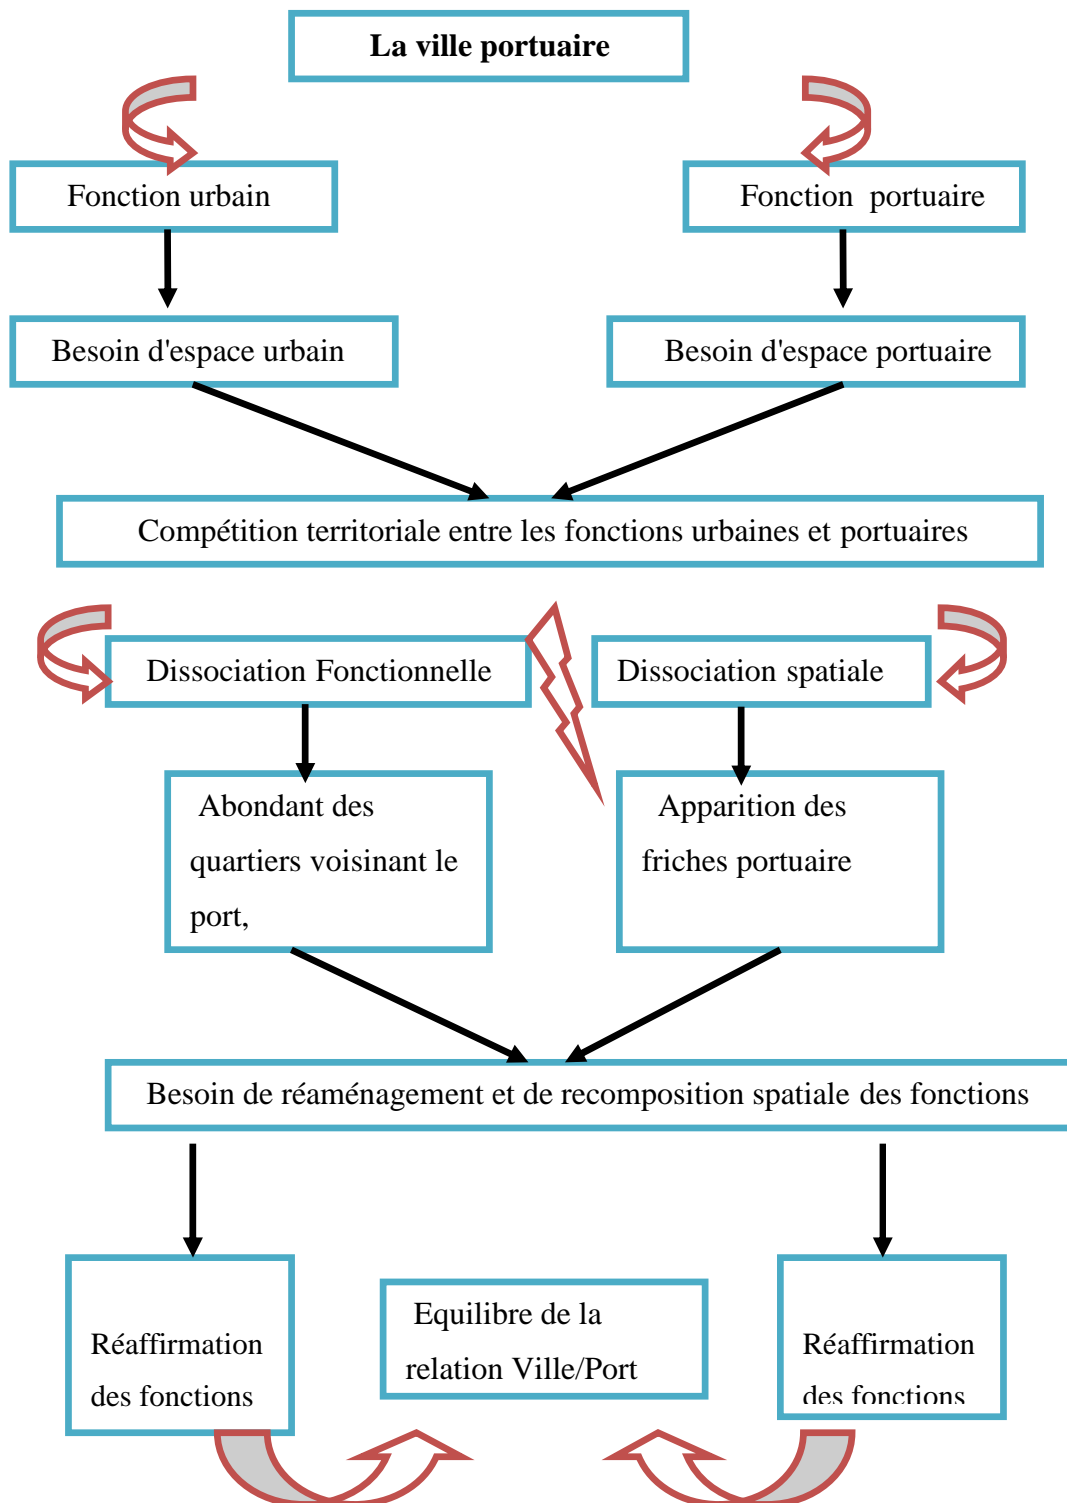 La ville portuaire
Fonction urbain
Fonction portuaire
Besoin d'espace urbain
Besoin d'espace portuaire
Compétition territoriale entre les fonctions urbaines et portuaires
Dissociation Fonctionnelle
Dissociation spatiale
Abondant des
quartiers voisinant le
port,
Apparition des
friches portuaire
Besoin de réaménagement et de recomposition spatiale des fonctions
Réaffirmation
des fonctions
Equilibre de la
relation Ville/Port
Réaffirmation
des fonctions